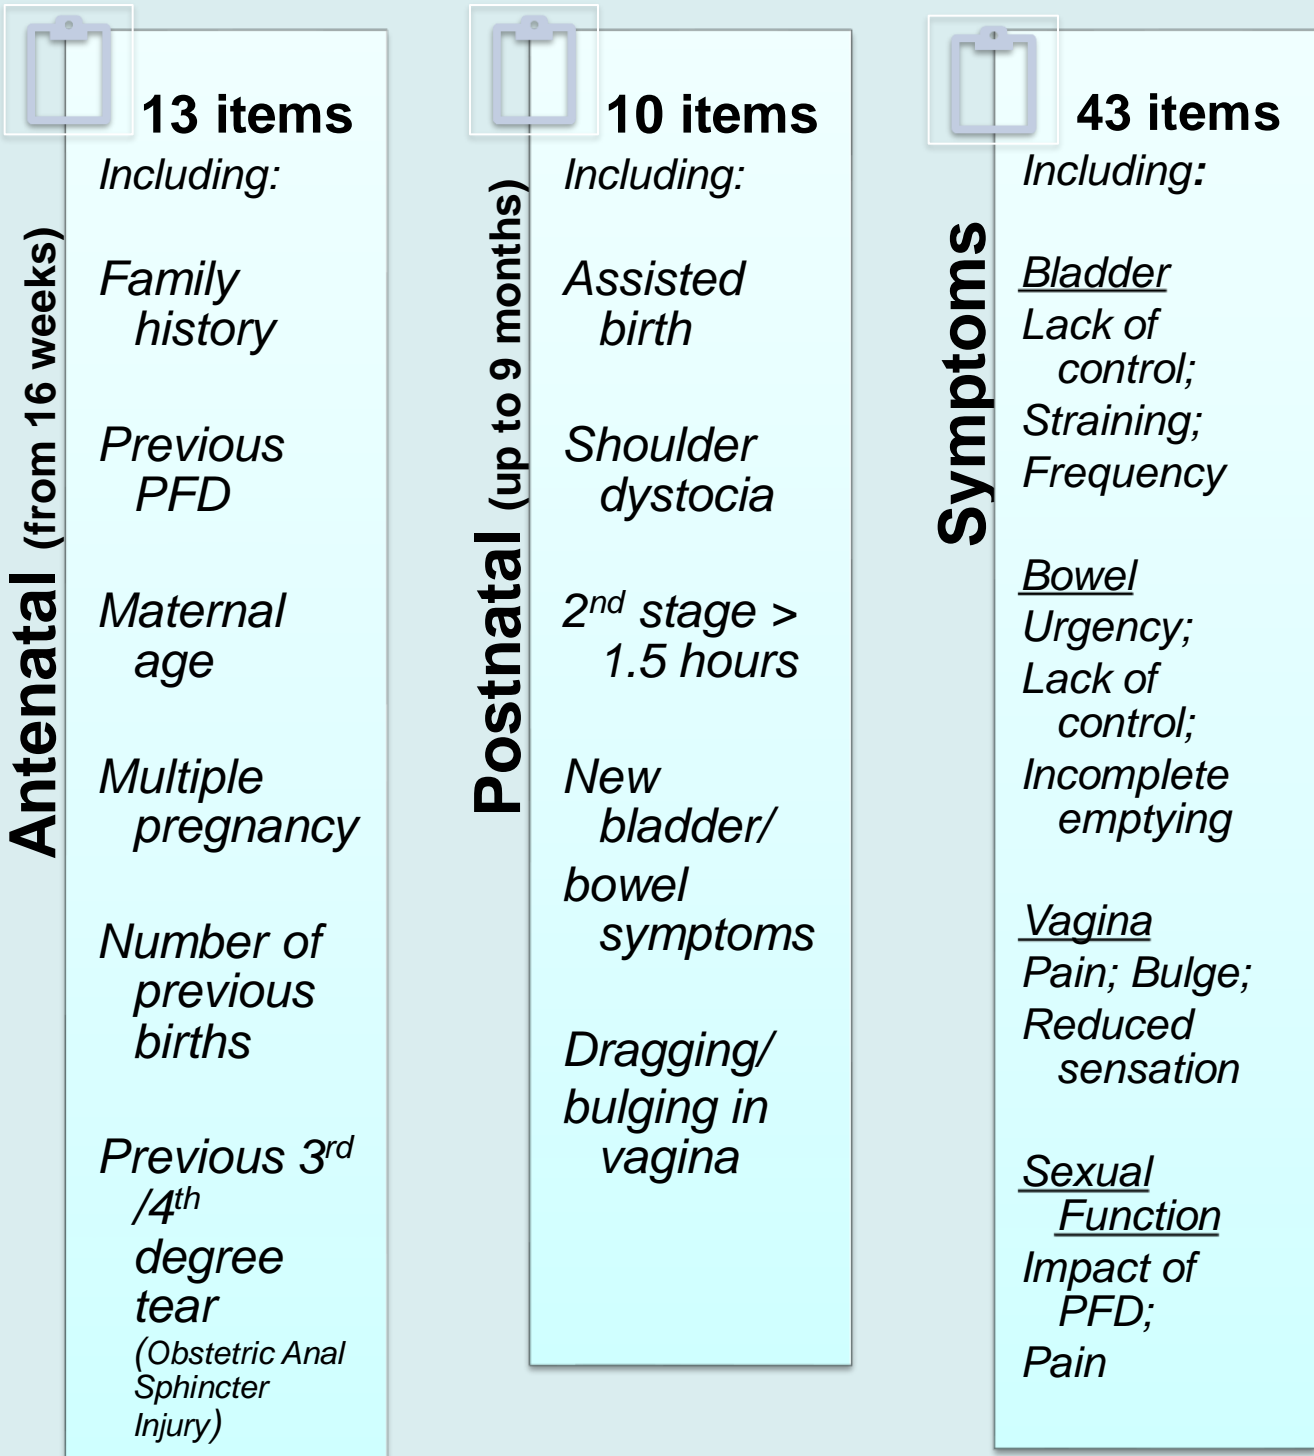 Antenatal (from 16 weeks)
13 items
Including:
Family
history
Previous
PFD
Maternal
age
Multiple
pregnancy
Number of
previous
births
Previous 3rd
/4th
degree
tear
(Obstetric Anal
Sphincter
Injury)
Postnatal (up to 9 months)
10 items
Including:
Assisted
birth
Shoulder
dystocia
2nd stage >
1.5 hours
New
bladder/
bowel
symptoms
Dragging/
bulging in
vagina
Symptoms
43 items
Including:
Bladder
Lack of
control;
Straining;
Frequency
Bowel
Urgency;
Lack of
control;
Incomplete
emptying
Vagina
Pain; Bulge;
Reduced
sensation
Sexual
Function
Impact of
PFD;
Pain